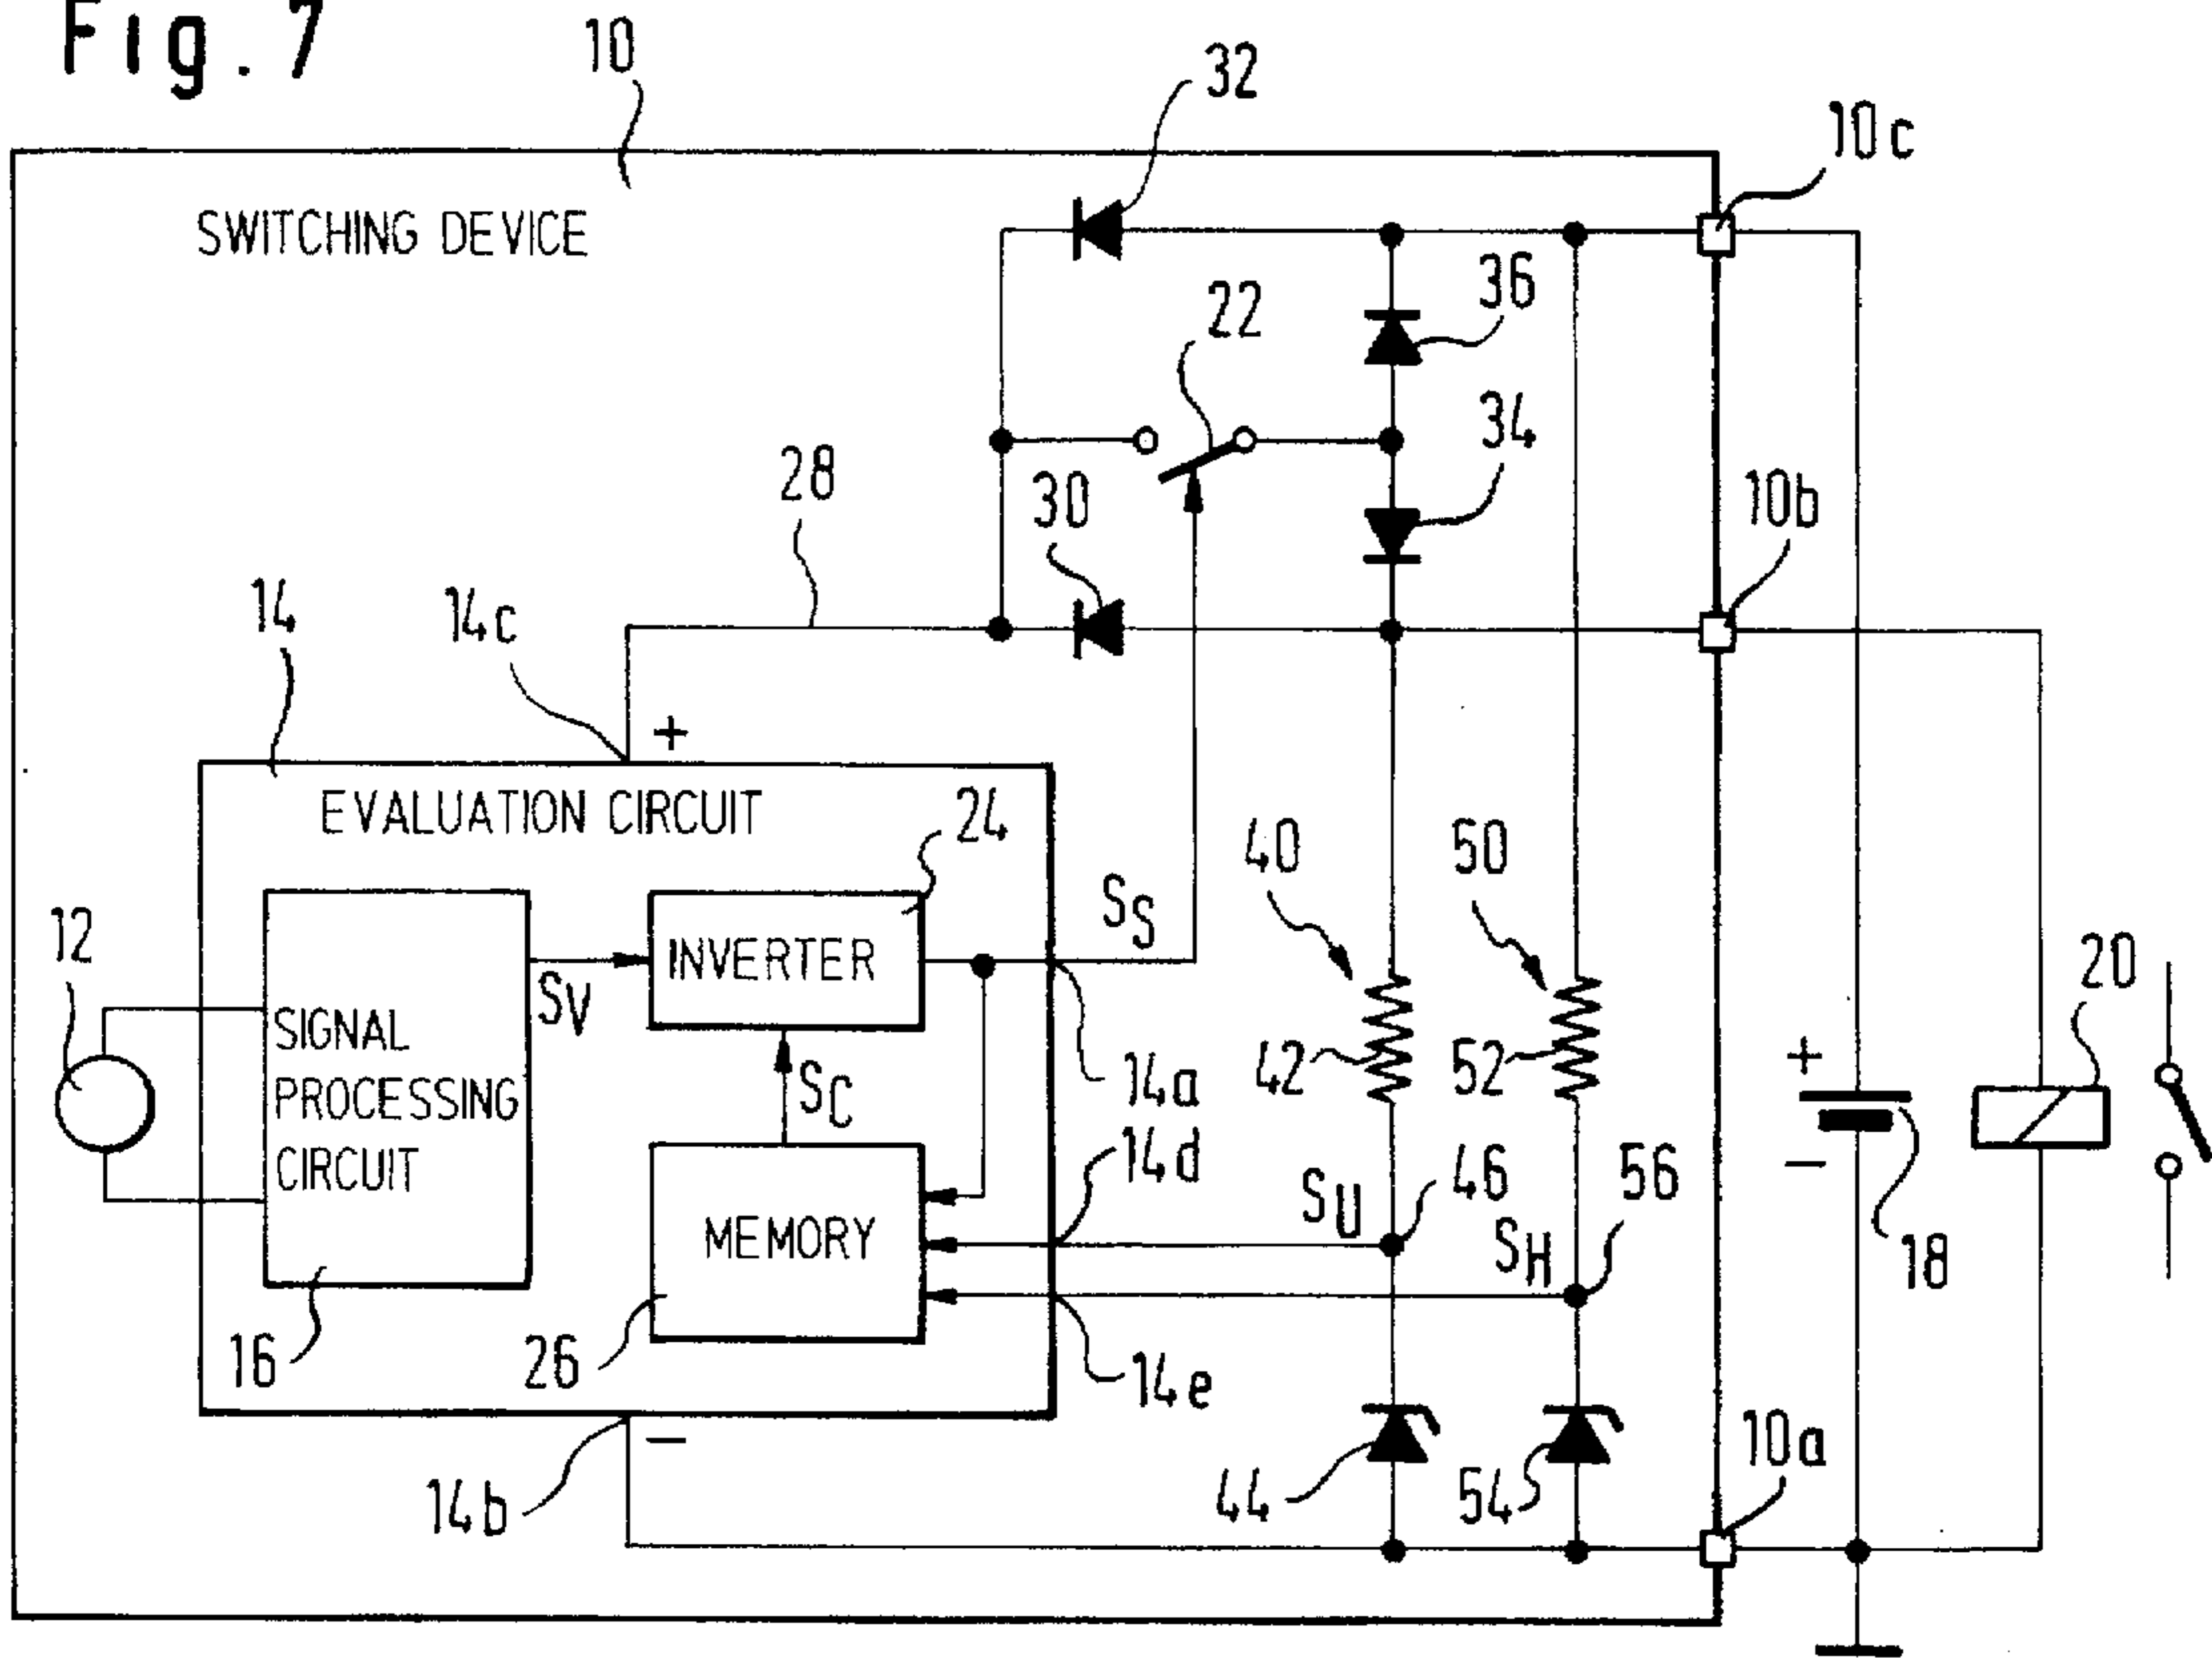 Fig. 7
10
32
10c
SWITCHING DEVICE
36
22
34
28
30
10b
14
14c
+
EVALUATION CIRCUIT
24
40
50
SS
12
INVERTER
20
SV
SIGNAL
PROCESSING
CIRCUIT
SC
14a
42
52
+
14d
46
56
SU
SH
MEMORY
−
18
16
26
14e
10a
−
14b
44
54